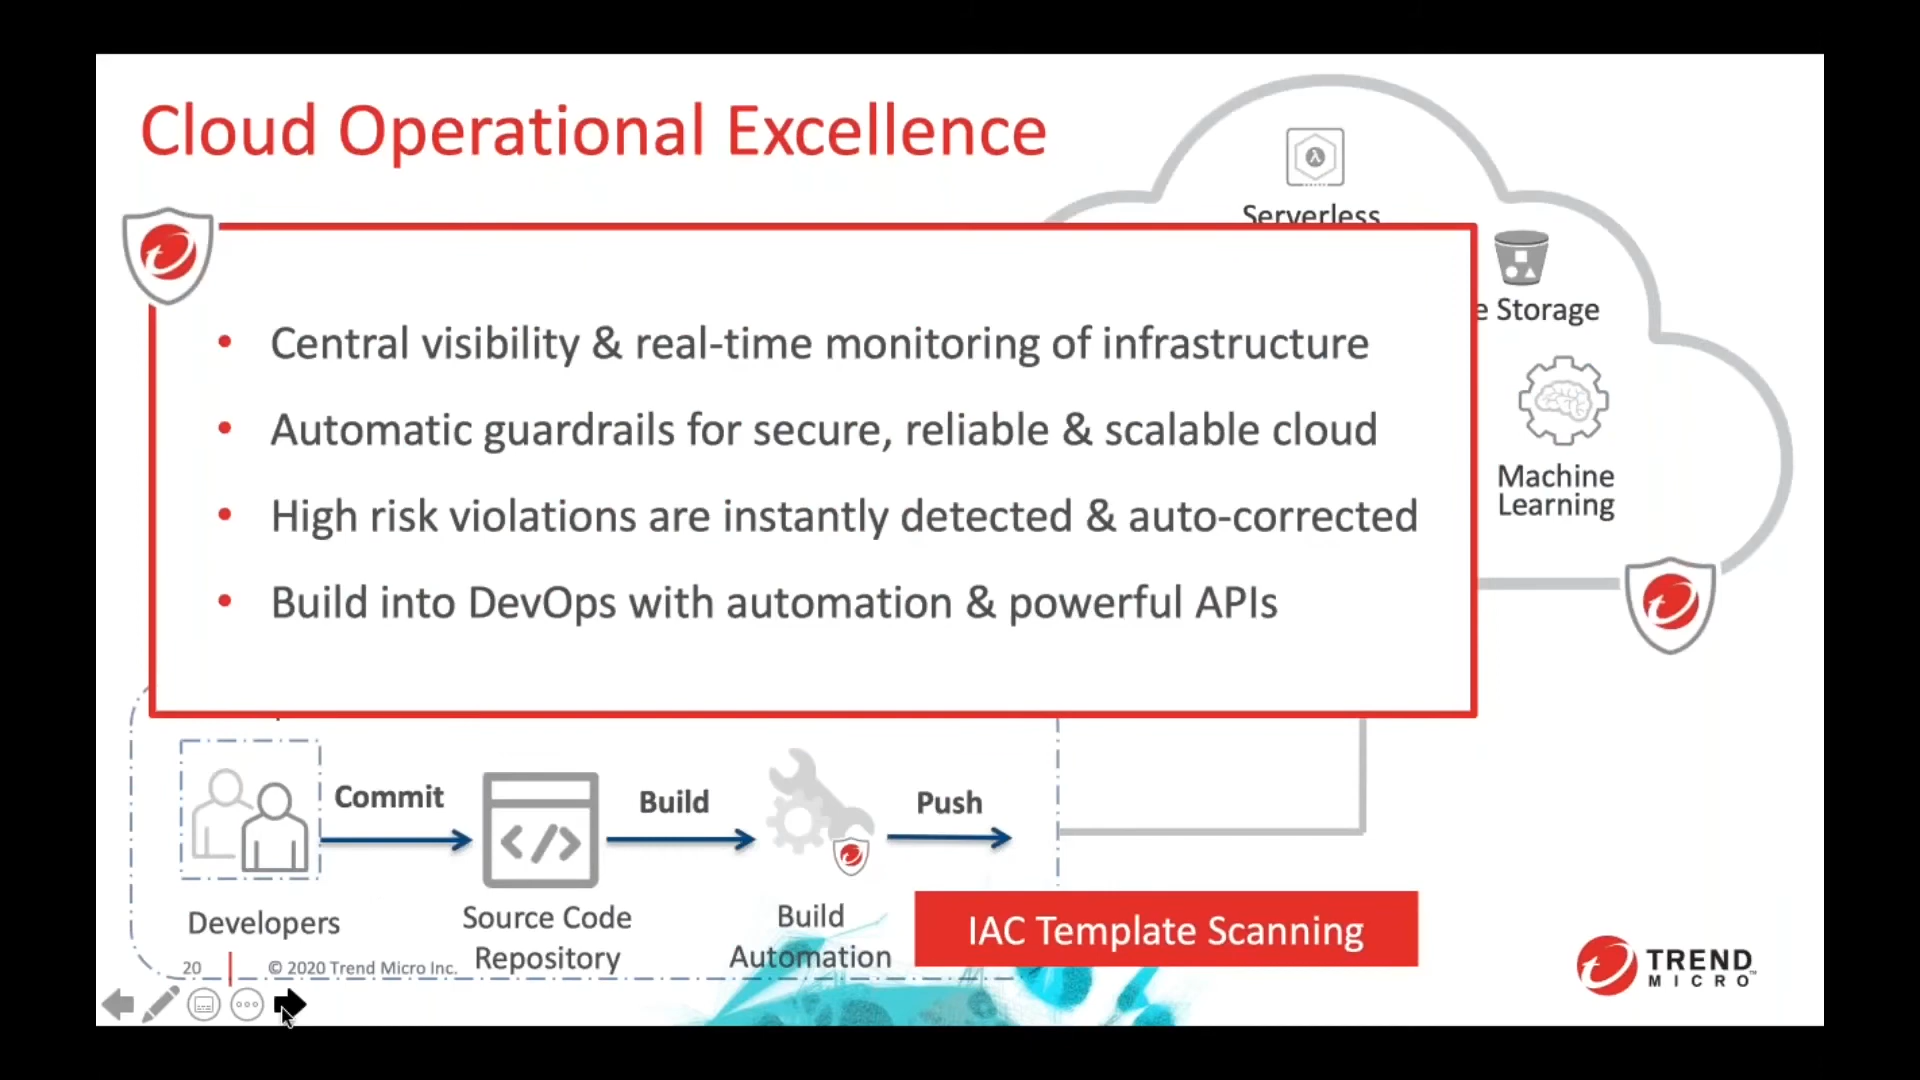 Cloud Operational Excellence
Serverless
e Storage
• Central visibility & real-time monitoring of infrastructure
• Automatic guardrails for secure, reliable & scalable cloud
• High risk violations are instantly detected & auto-corrected
• Build into DevOps with automation & powerful APIs
Machine
Learning
Commit
Build
Push
</>
Developers
Source Code
Repository
Build
Automation
IAC Template Scanning
20
© 2020 Trend Micro Inc.
TREND
MICRO™